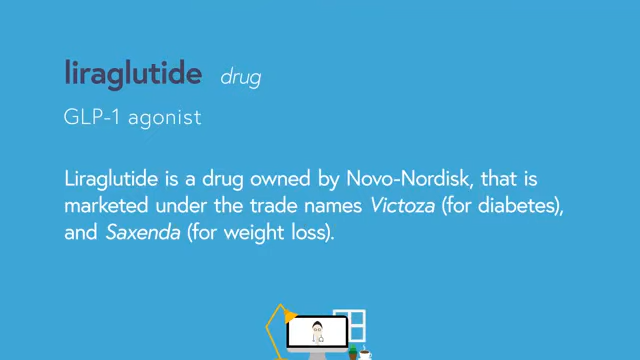 liraglutide drug
GLP-1 agonist
Liraglutide is a drug owned by Novo-Nordisk, that is
marketed under the trade names Victoza (for diabetes),
and Saxenda (for weight loss).